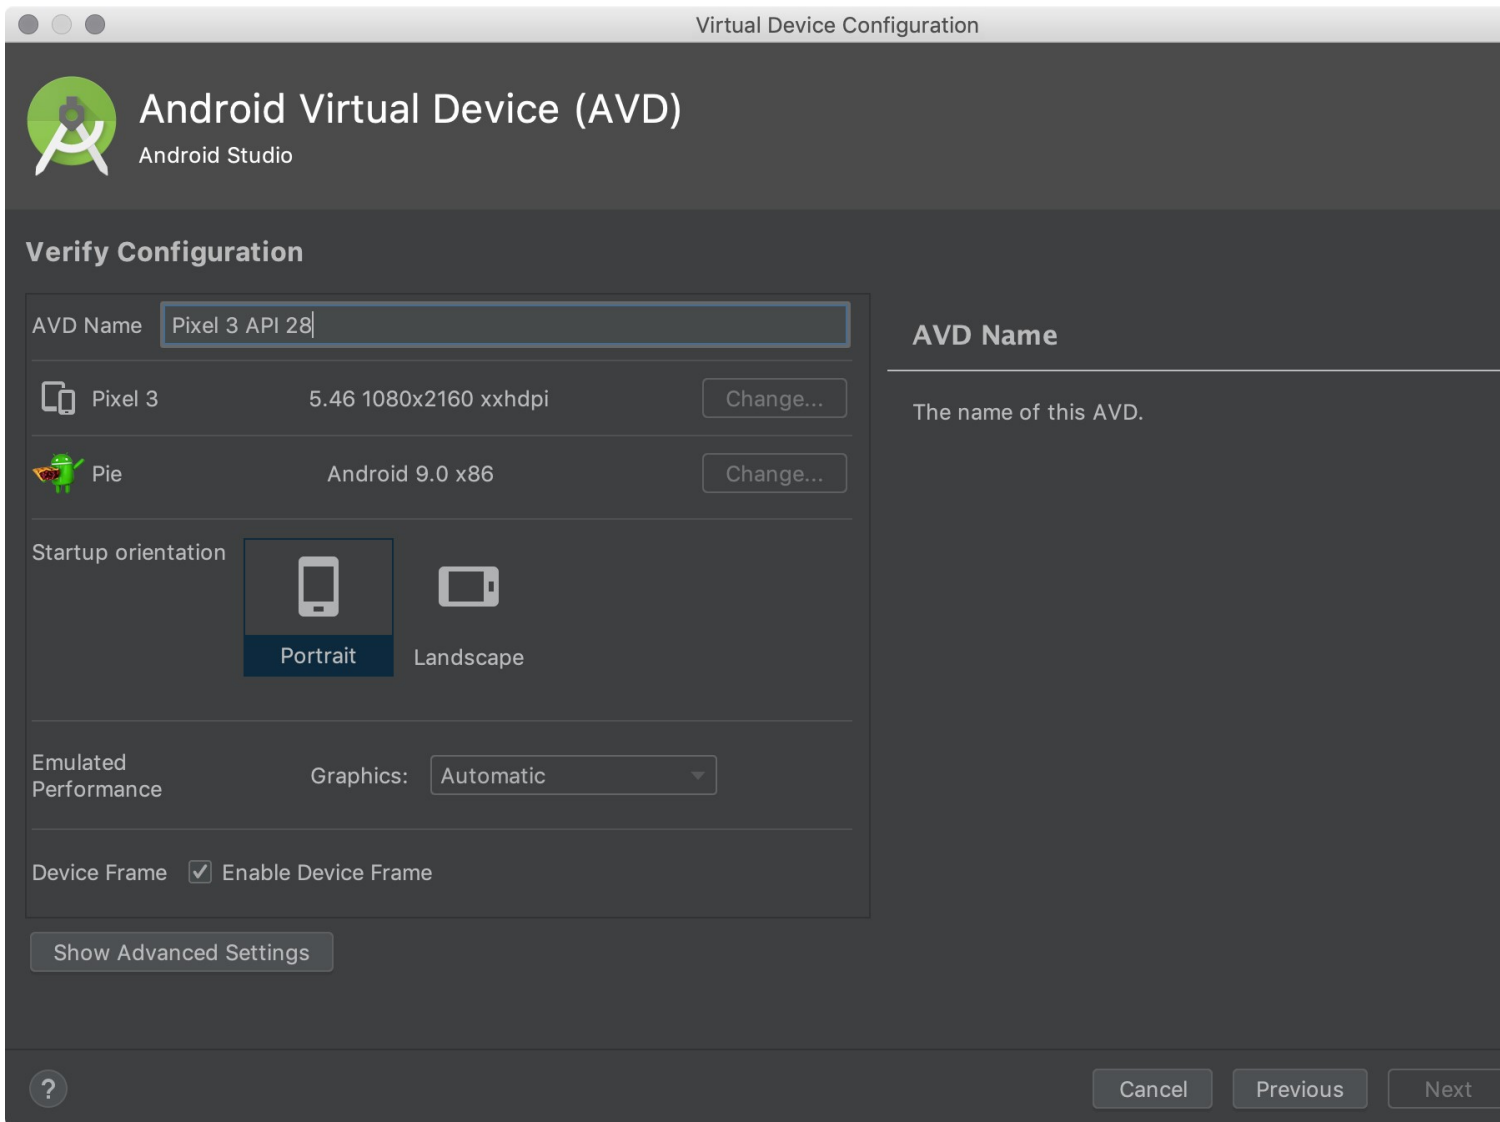 Virtual Device Configuration
Android Virtual Device (AVD)
Android Studio
Verify Configuration
AVD Name Pixel 3 API 28
Pixel 3 5.46 1080x2160 xxhdpi Change...
Pie Android 9.0 x86 Change...
Startup orientation
Portrait Landscape
Emulated
Performance
Graphics: Automatic
Device Frame Enable Device Frame
Show Advanced Settings
AVD Name
The name of this AVD.
? Cancel Previous Next